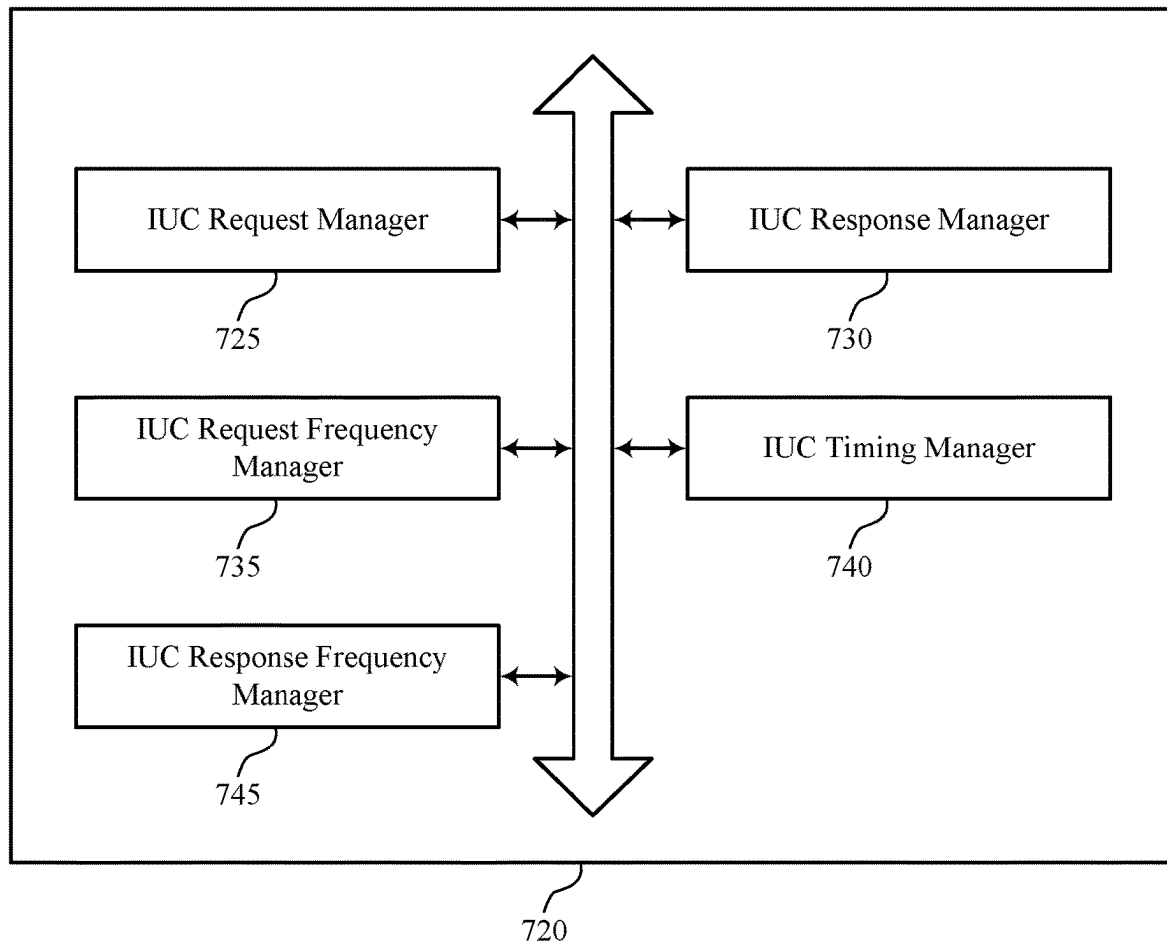 IUC Request Manager
725
IUC Response Manager
730
IUC Request Frequency
Manager
735
IUC Timing Manager
740
IUC Response Frequency
Manager
745
720